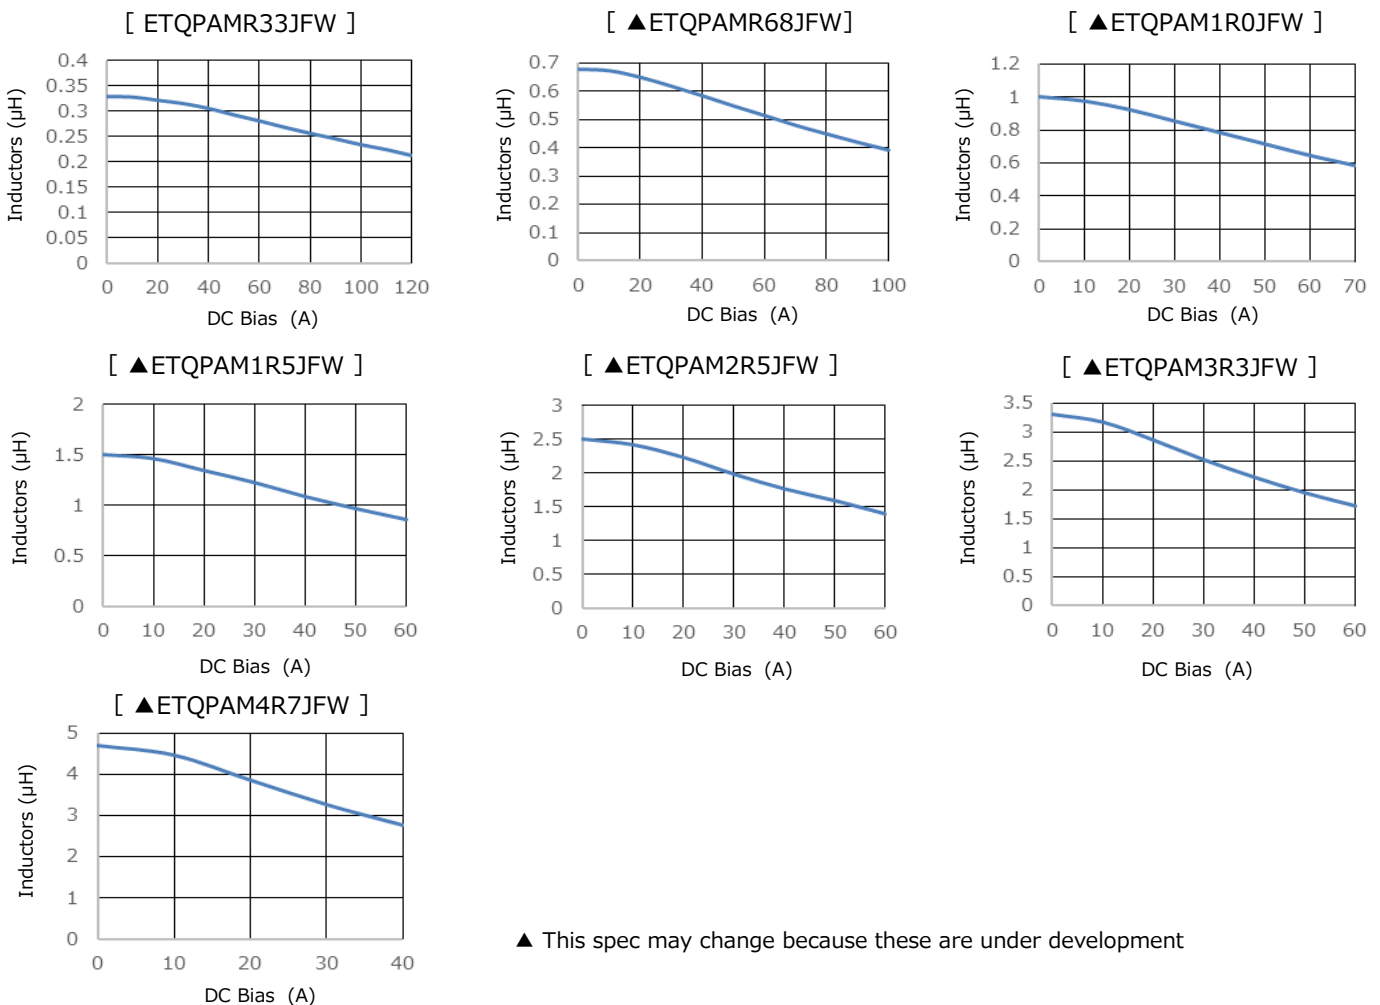 [ ETQPAMR33JFW ]
0.4
0.35
0.3
0.25
0.2
0.15
0.1
0.05
0
Inductors (μH)
0 20 40 60 80 100 120
DC Bias (A)
[ ▲ETQPAMR68JFW]
0.7
0.6
0.5
0.4
0.3
0.2
0.1
0
Inductors (μH)
0 20 40 60 80 100
DC Bias (A)
[ ▲ETQPAM1R0JFW ]
1.2
1
0.8
0.6
0.4
0.2
0
Inductors (μH)
0 10 20 30 40 50 60 70
DC Bias (A)
[ ▲ETQPAM1R5JFW ]
2
1.5
1
0.5
0
Inductors (μH)
0 10 20 30 40 50 60
DC Bias (A)
[ ▲ETQPAM2R5JFW ]
3
2.5
2
1.5
1
0.5
0
Inductors (μH)
0 10 20 30 40 50 60
DC Bias (A)
[ ▲ETQPAM3R3JFW ]
3.5
3
2.5
2
1.5
1
0.5
0
Inductors (μH)
0 10 20 30 40 50 60
DC Bias (A)
[ ▲ETQPAM4R7JFW ]
5
4
3
2
1
0
Inductors (μH)
0 10 20 30 40
DC Bias (A)
▲ This spec may change because these are under development